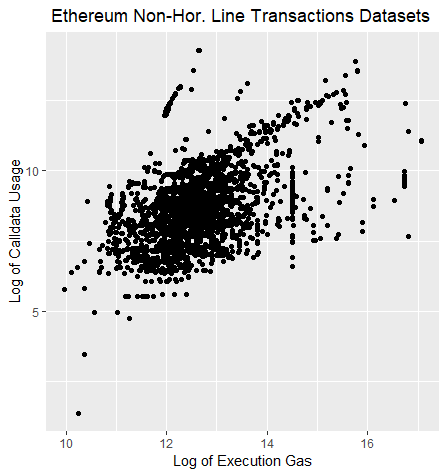 Ethereum Non-Hor. Line Transactions Datasets
Log of Calldata Usage
10
5
10
12
14
16
Log of Execution Gas